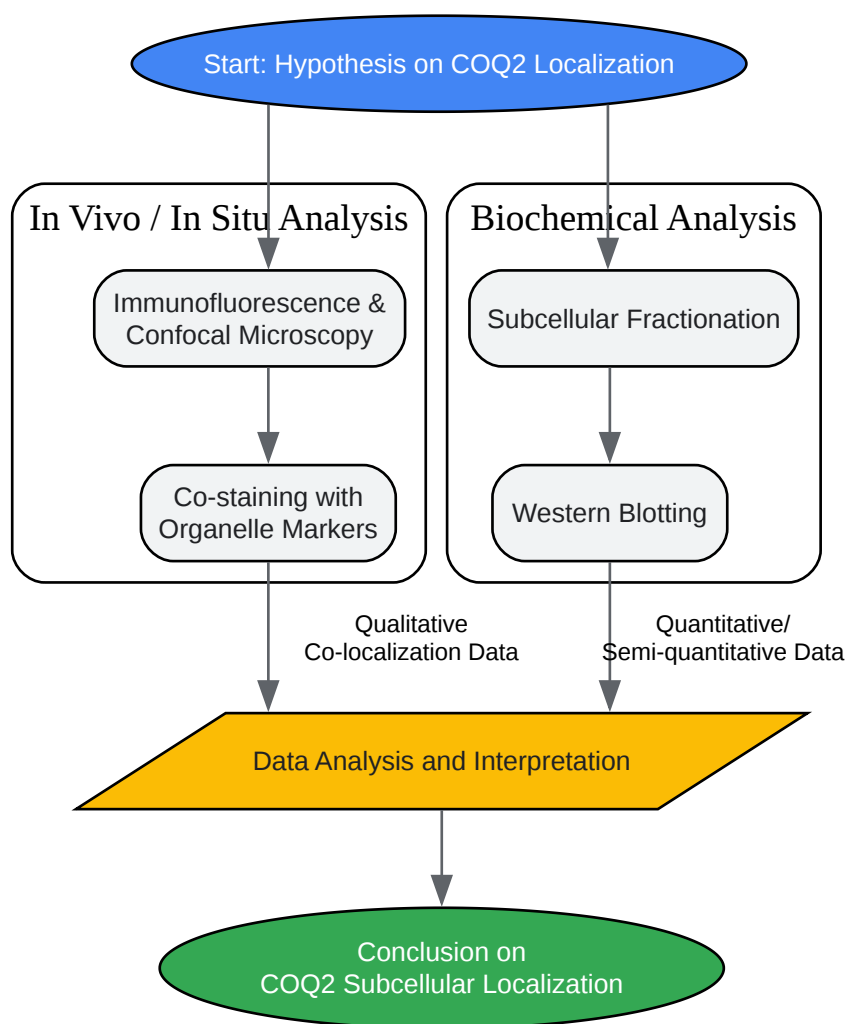 Start: Hypothesis on COQ2 Localization
In Vivo / In Situ Analysis
Immunofluorescence &
Confocal Microscopy
Co-staining with
Organelle Markers
Qualitative
Co-localization Data
Biochemical Analysis
Subcellular Fractionation
Western Blotting
Quantitative/
Semi-quantitative Data
Data Analysis and Interpretation
Conclusion on
COQ2 Subcellular Localization